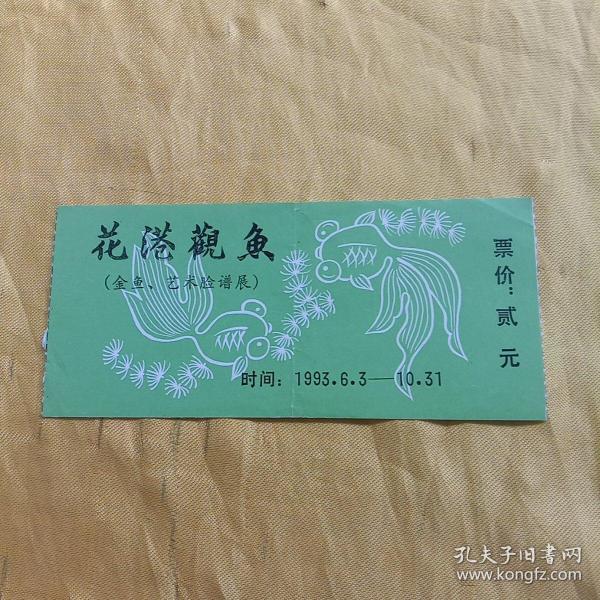 花港觀魚
(金鱼、艺术脸谱展)
时间：1993.6.3—10.31
票价：贰元
孔夫子旧书网
www.kongfz.com